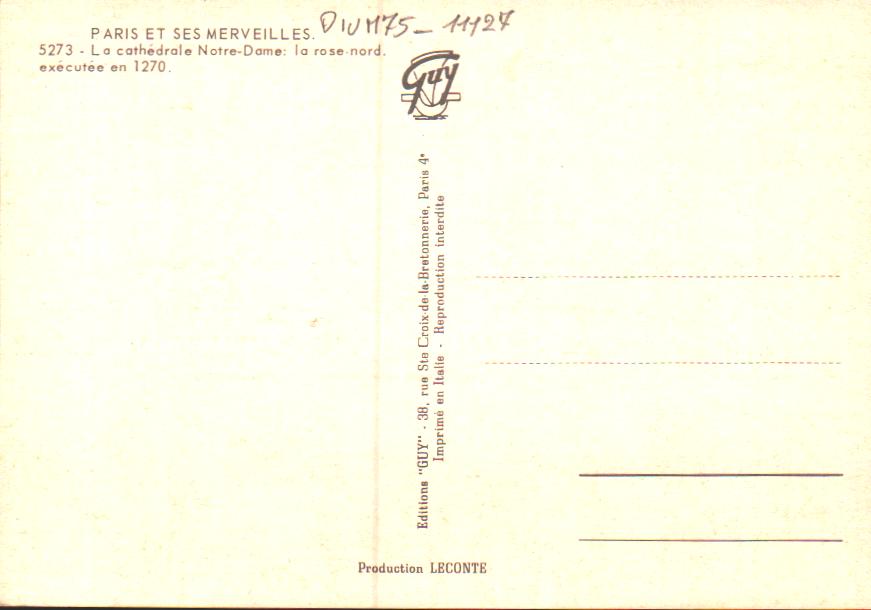 PARIS ET SES MERVEILLES.
5273 - La cathédrale Notre-Dame: la rose nord.
exécutée en 1270.
11127
Guy
Editions "GUY" - 38, rue Ste Croix-de-la-Bretonnerie, Paris 4e
Imprimé en Italie - Reproduction interdite
Production LECONTE